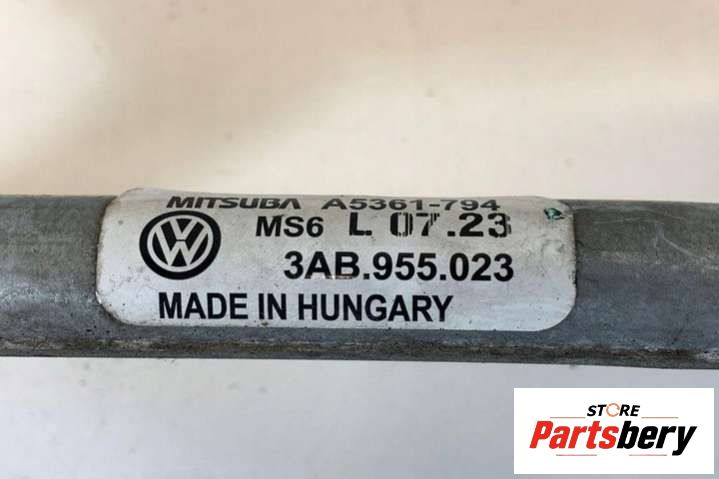 MITSUBA A5361-794
MS6 L 07.23
3AB.955.023
MADE IN HUNGARY
STORE
Partsbery